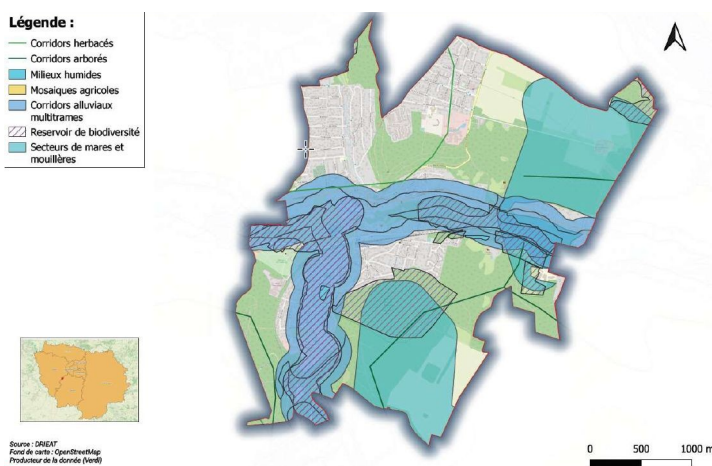 Légende :
Corridors herbacés
Corridors arborés
Milieux humides
Mosaiques agricoles
Corridors alluviaux
multitrames
Reservoir de biodiversité
Secteurs de mares et
mouillères
Source : DRIEAT
Fond de carte : OpenStreetMap
Producteur de la donnée (Verdi)
0 500 1000 m